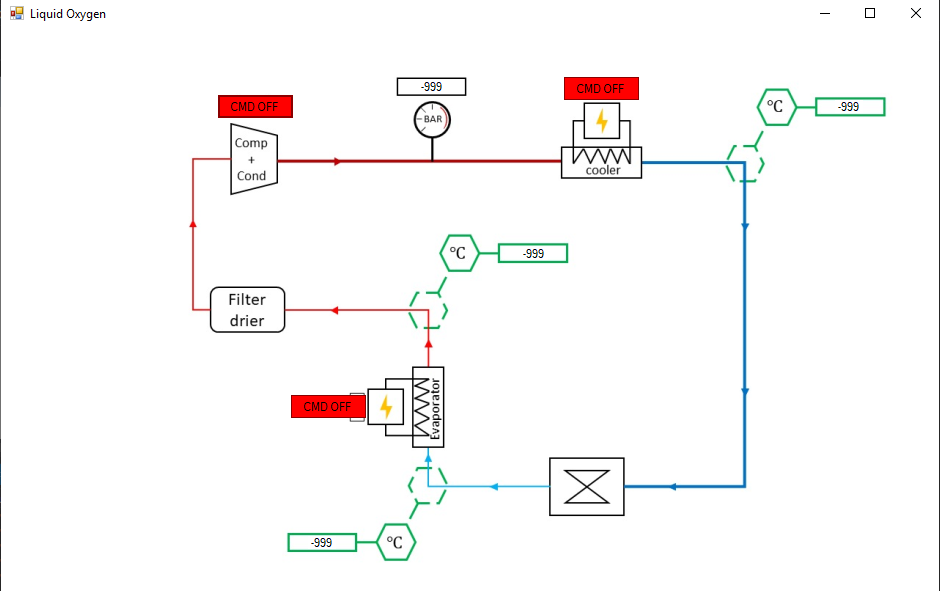 Liquid Oxygen
-999
CMD OFF
CMD OFF
°C
-999
BAR
Comp
+
Cond
cooler
°C
-999
Filter
drier
CMD OFF
Evaporator
-999
°C